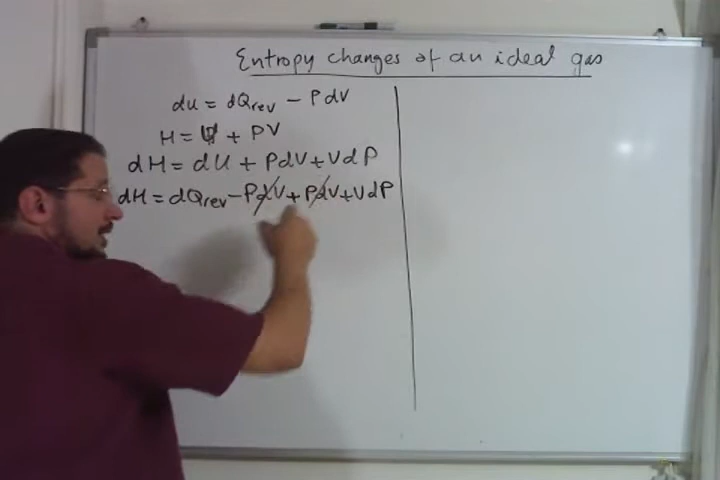 Entropy changes of an ideal gas
dU = dQrev - PdV
H = U + PV
dH = dU + PdV + VdP
dH = dQrev - PdV + PdV + VdP